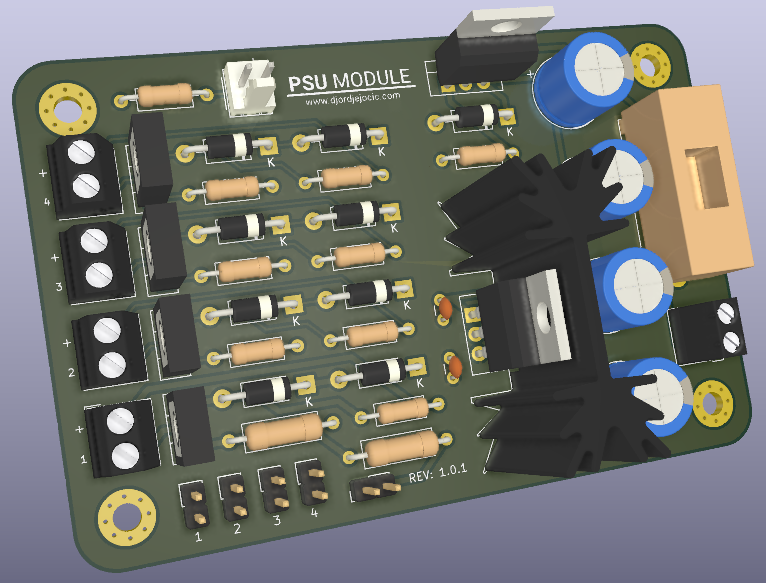 PSU MODULE
www.djordjejocic.com
+
K
K
K
+
4
K
K
+
3
K
K
+
2
K
K
+
1
REV: 1.0.1
1 2 3 4